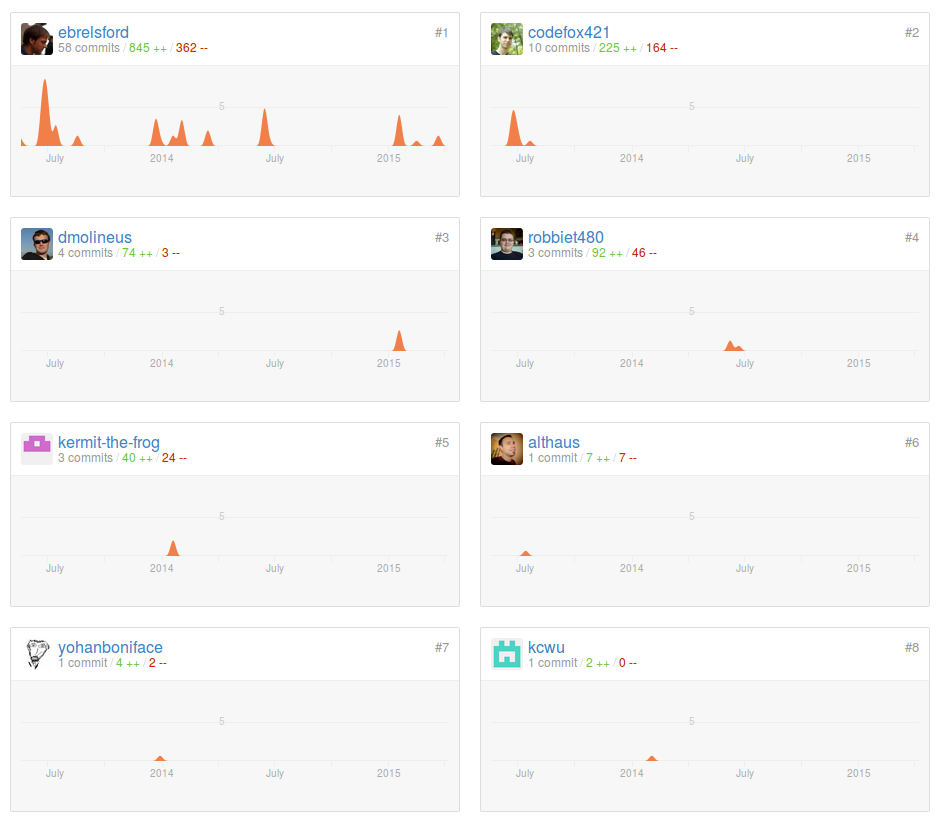 ebrelsford #1
58 commits / 845 ++ / 362 --
5
July 2014 July 2015
codefox421 #2
10 commits / 225 ++ / 164 --
5
July 2014 July 2015
dmolineus #3
4 commits / 74 ++ / 3 --
5
July 2014 July 2015
robbiet480 #4
3 commits / 92 ++ / 46 --
5
July 2014 July 2015
kermit-the-frog #5
3 commits / 40 ++ / 24 --
5
July 2014 July 2015
althaus #6
1 commit / 7 ++ / 7 --
5
July 2014 July 2015
yohanboniface #7
1 commit / 4 ++ / 2 --
5
July 2014 July 2015
kcwu #8
1 commit / 2 ++ / 0 --
5
July 2014 July 2015